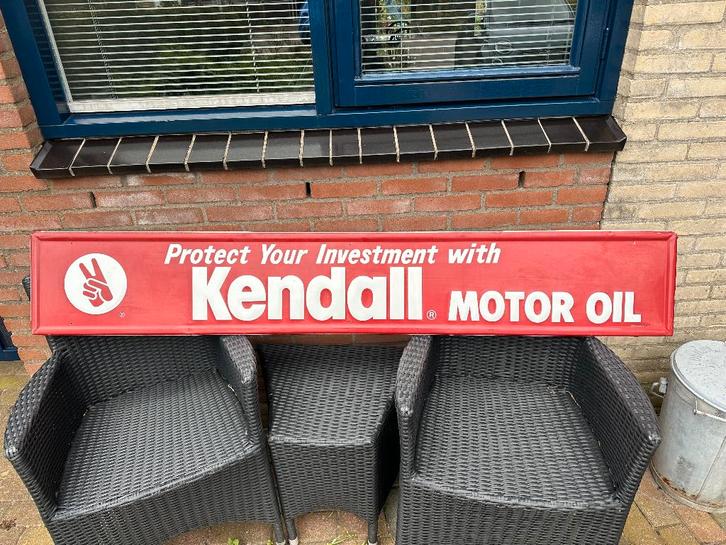 Protect Your Investment with
Kendall® MOTOR OIL